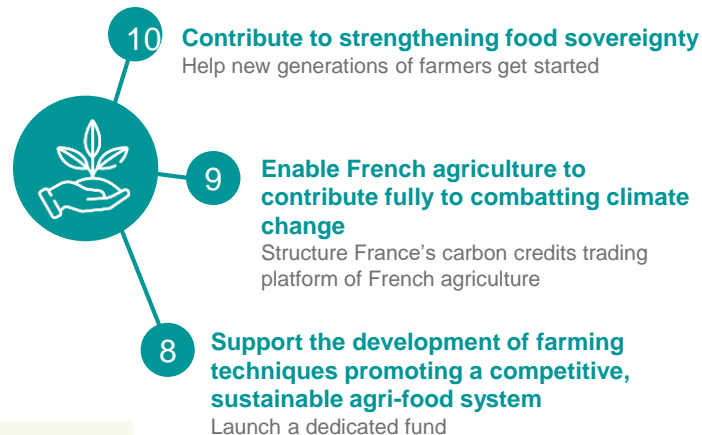 10 Contribute to strengthening food sovereignty
Help new generations of farmers get started
9 Enable French agriculture to
contribute fully to combatting climate
change
Structure France's carbon credits trading
platform of French agriculture
8 Support the development of farming
techniques promoting a competitive,
sustainable agri-food system
Launch a dedicated fund